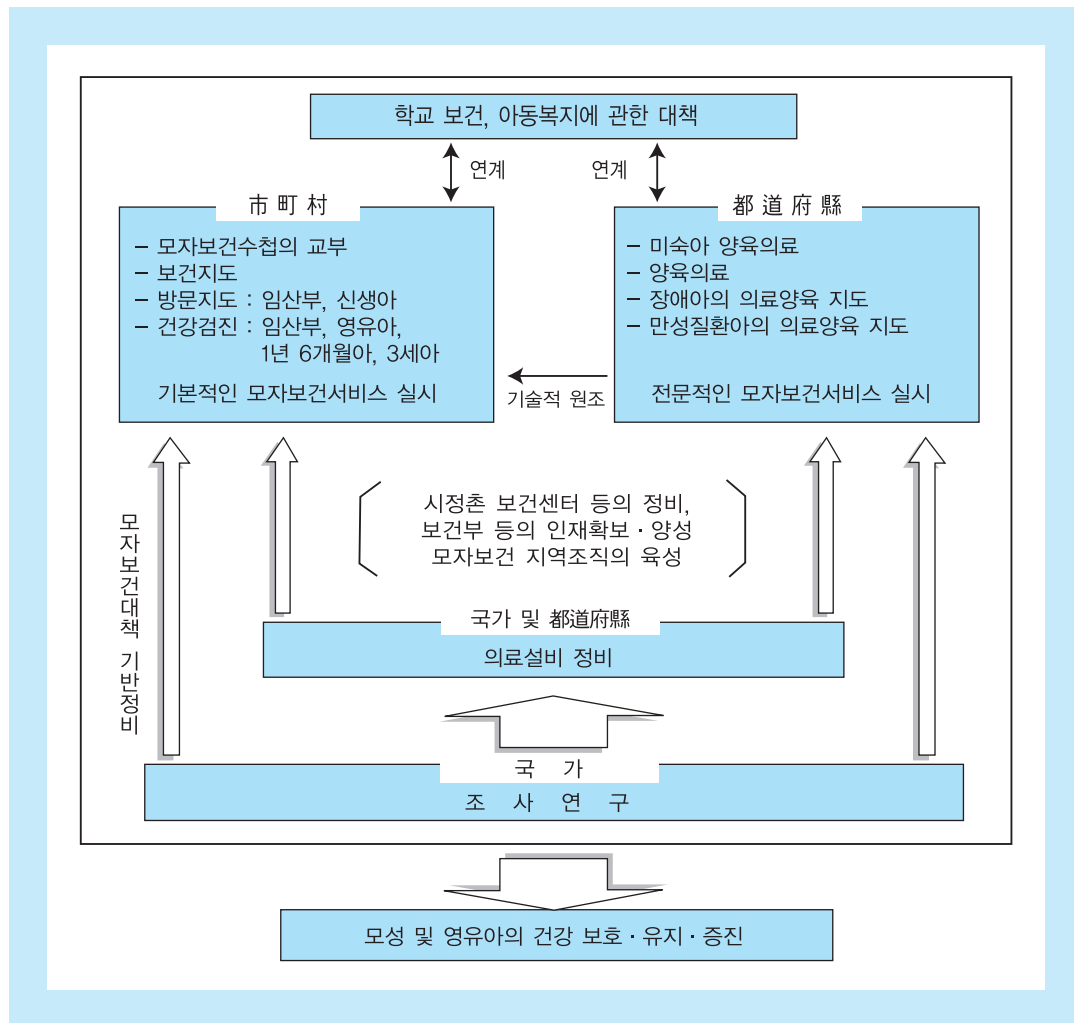 학교 보건, 아동복지에 관한 대책
연계
연계
市町村
- 모자보건수첩의 교부
- 보건지도
- 방문지도 : 임산부, 신생아
- 건강검진 : 임산부, 영유아,
1년 6개월아, 3세아
기본적인 모자보건서비스 실시
都道府縣
- 미숙아 양육의료
- 양육의료
- 장애아의 의료양육 지도
- 만성질환아의 의료양육 지도
전문적인 모자보건서비스 실시
기술적 원조
시정촌 보건센터 등의 정비,
보건부 등의 인재확보·양성
모자보건 지역조직의 육성
모자보건대책 기반정비
국가 및 都道府縣
의료설비 정비
국 가
조 사 연 구
모성 및 영유아의 건강 보호·유지·증진